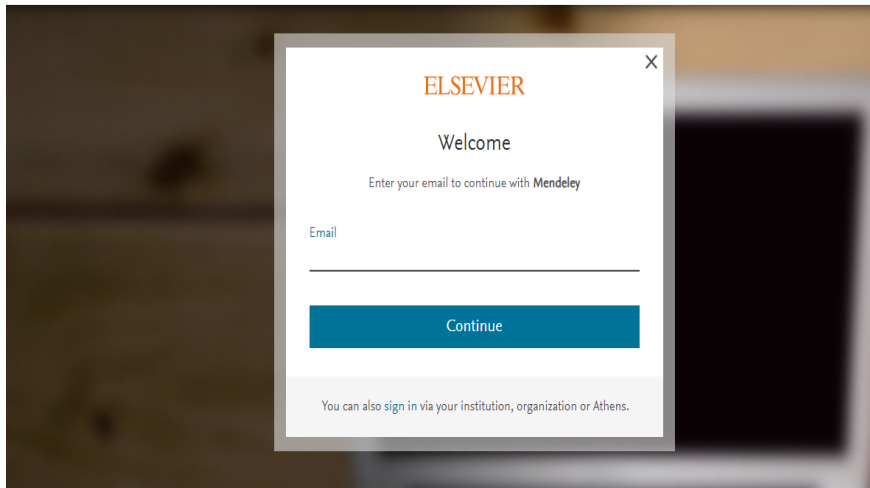 X
ELSEVIER
Welcome
Enter your email to continue with Mendeley
Email
Continue
You can also sign in via your institution, organization or Athens.